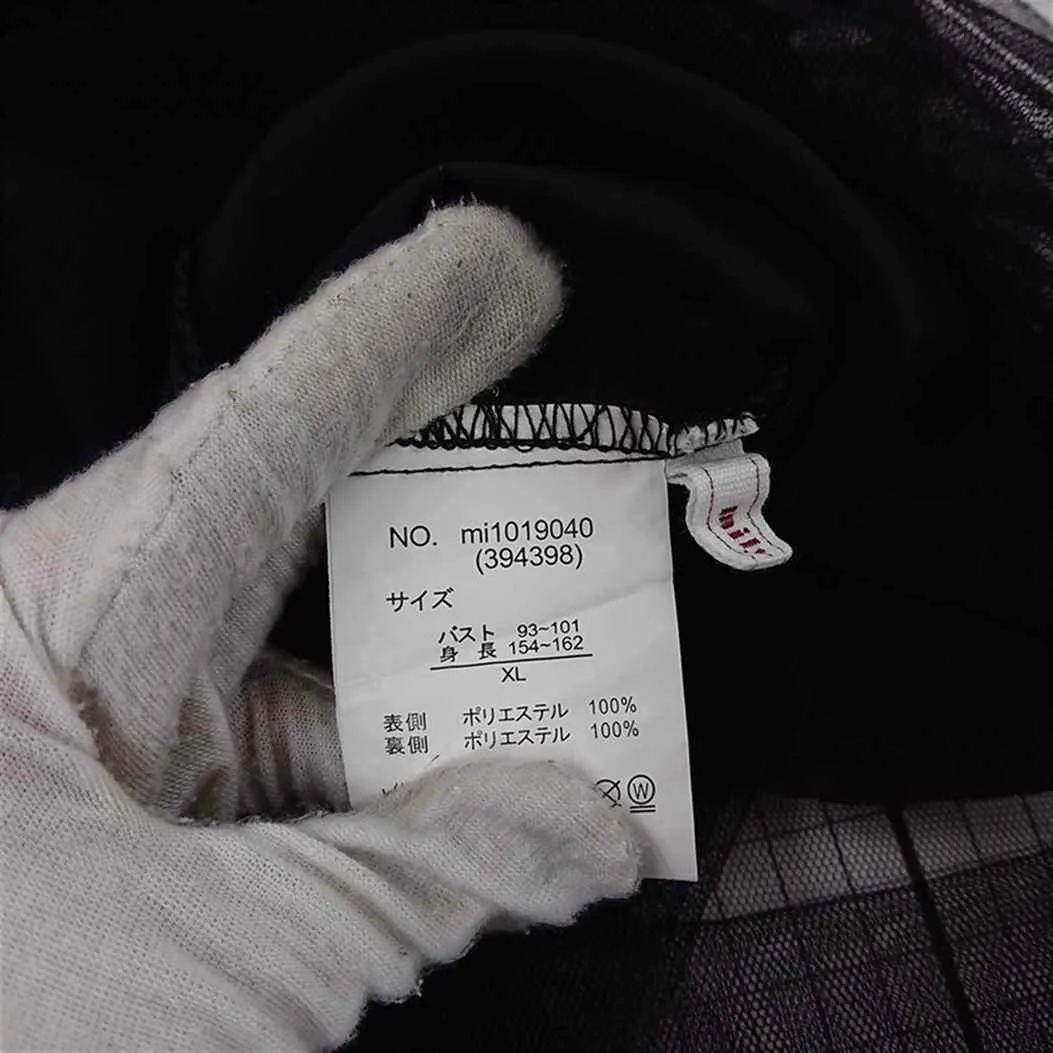 NO. mi1019040
(394398)
サイズ
バスト 93~101
身長 154~162
XL
表側 ポリエステル 100%
裏側 ポリエステル 100%
W